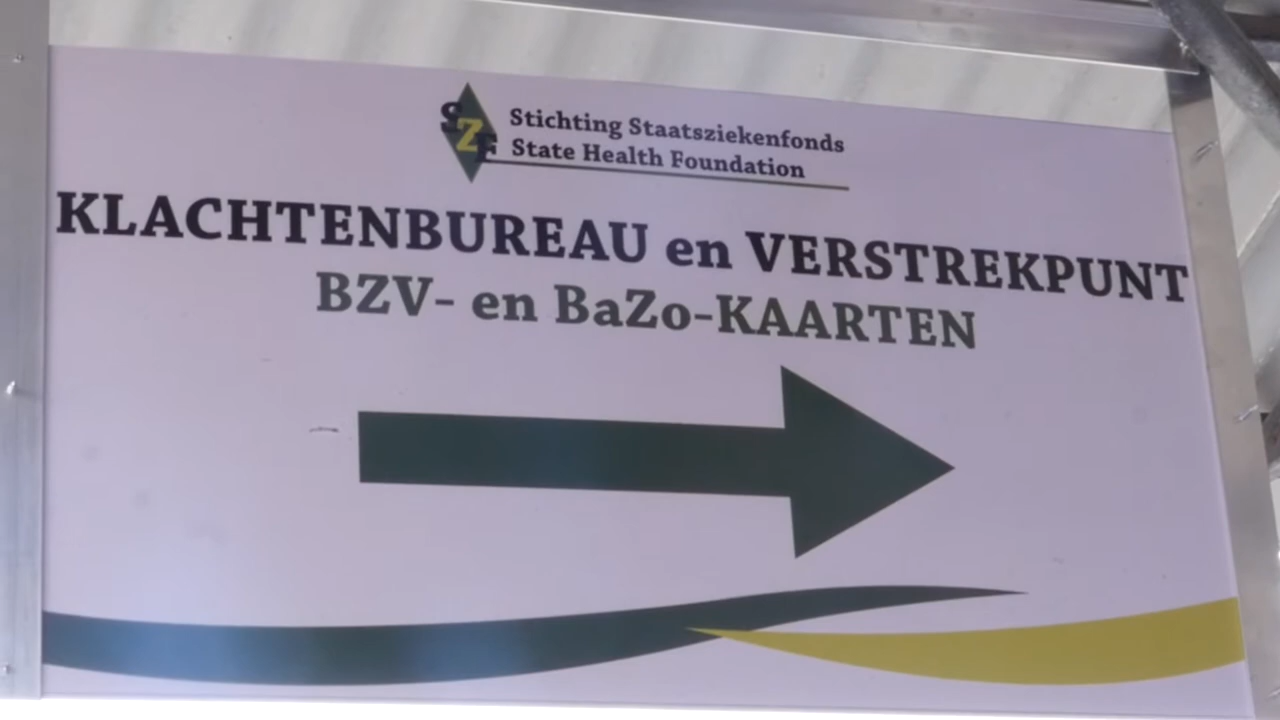 SZF
Stichting Staatsziekenfonds
State Health Foundation
KLACHTENBUREAU en VERSTREKPUNT
BZV- en BaZo-KAARTEN